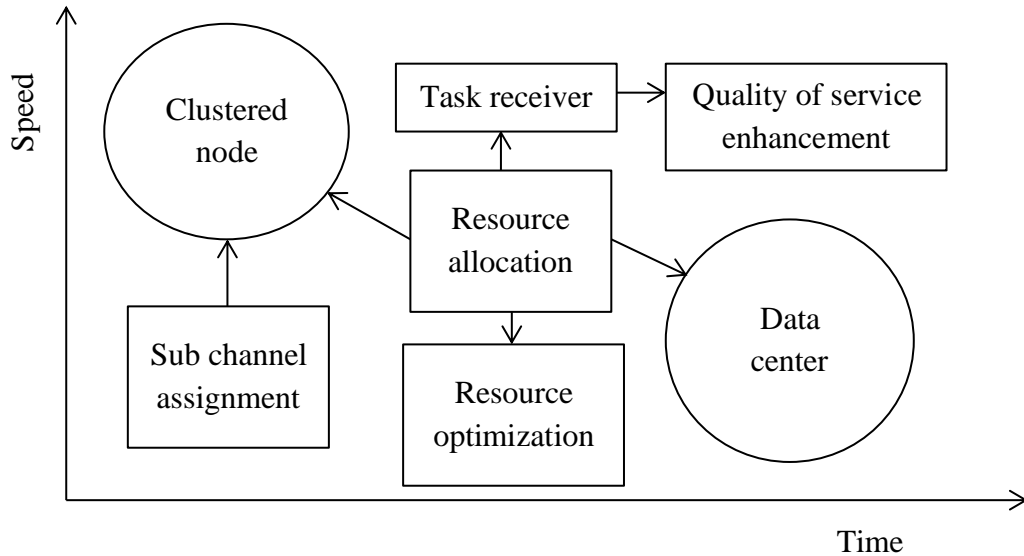 Speed
Clustered
node
Task receiver
Quality of service
enhancement
Resource
allocation
Sub channel
assignment
Resource
optimization
Data
center
Time